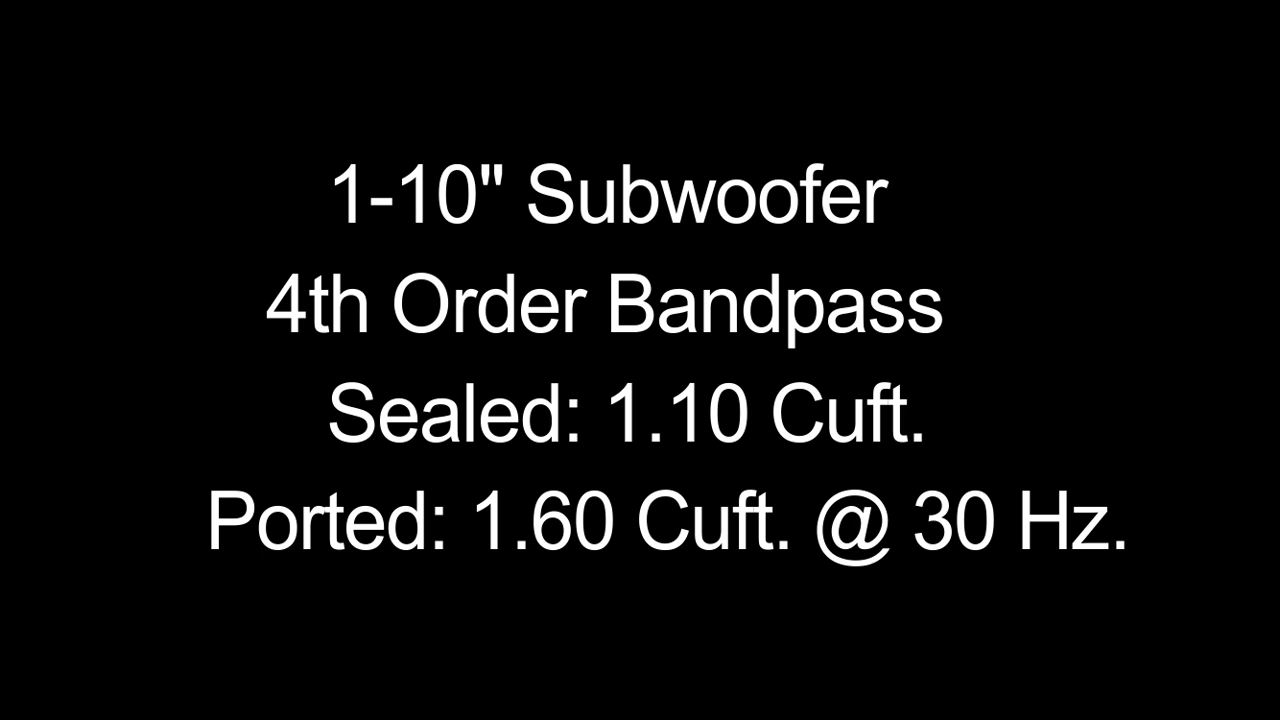 1-10" Subwoofer
4th Order Bandpass
Sealed: 1.10 Cuft.
Ported: 1.60 Cuft. @ 30 Hz.